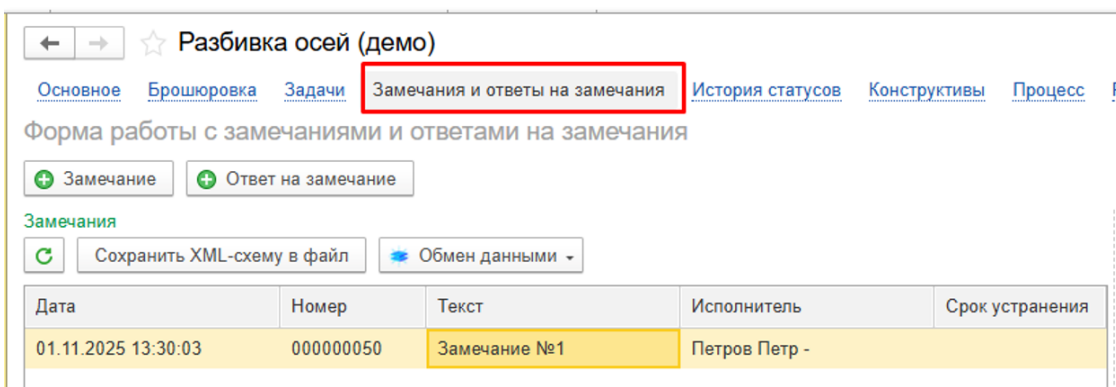 Разбивка осей (демо)
Основное Брошюровка Задачи Замечания и ответы на замечания История статусов Конструктивы Процесс
Форма работы с замечаниями и ответами на замечания
Замечание Ответ на замечание
Замечания
Сохранить XML-схему в файл Обмен данными
Дата Номер Текст Исполнитель Срок устранения
01.11.2025 13:30:03 000000050 Замечание №1 Петров Петр -